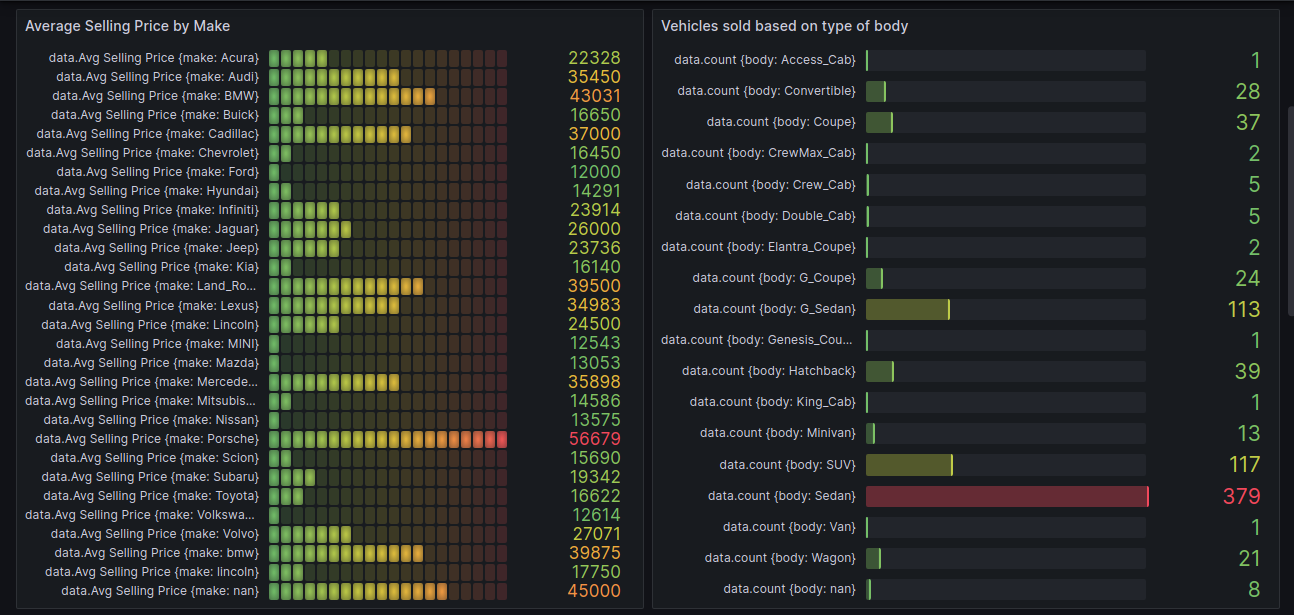 Average Selling Price by Make
data.Avg Selling Price {make: Acura} 22328
data.Avg Selling Price {make: Audi} 35450
data.Avg Selling Price {make: BMW} 43031
data.Avg Selling Price {make: Buick} 16650
data.Avg Selling Price {make: Cadillac} 37000
data.Avg Selling Price {make: Chevrolet} 16450
data.Avg Selling Price {make: Ford} 12000
data.Avg Selling Price {make: Hyundai} 14291
data.Avg Selling Price {make: Infiniti} 23914
data.Avg Selling Price {make: Jaguar} 26000
data.Avg Selling Price {make: Jeep} 23736
data.Avg Selling Price {make: Kia} 16140
data.Avg Selling Price {make: Land_Ro... 39500
data.Avg Selling Price {make: Lexus} 34983
data.Avg Selling Price {make: Lincoln} 24500
data.Avg Selling Price {make: MINI} 12543
data.Avg Selling Price {make: Mazda} 13053
data.Avg Selling Price {make: Mercede... 35898
data.Avg Selling Price {make: Mitsubis... 14586
data.Avg Selling Price {make: Nissan} 13575
data.Avg Selling Price {make: Porsche} 56679
data.Avg Selling Price {make: Scion} 15690
data.Avg Selling Price {make: Subaru} 19342
data.Avg Selling Price {make: Toyota} 16622
data.Avg Selling Price {make: Volkswa... 12614
data.Avg Selling Price {make: Volvo} 27071
data.Avg Selling Price {make: bmw} 39875
data.Avg Selling Price {make: lincoln} 17750
data.Avg Selling Price {make: nan} 45000
Vehicles sold based on type of body
data.count {body: Access_Cab} 1
data.count {body: Convertible} 28
data.count {body: Coupe} 37
data.count {body: CrewMax_Cab} 2
data.count {body: Crew_Cab} 5
data.count {body: Double_Cab} 5
data.count {body: Elantra_Coupe} 2
data.count {body: G_Coupe} 24
data.count {body: G_Sedan} 113
data.count {body: Genesis_Cou... 1
data.count {body: Hatchback} 39
data.count {body: King_Cab} 1
data.count {body: Minivan} 13
data.count {body: SUV} 117
data.count {body: Sedan} 379
data.count {body: Van} 1
data.count {body: Wagon} 21
data.count {body: nan} 8